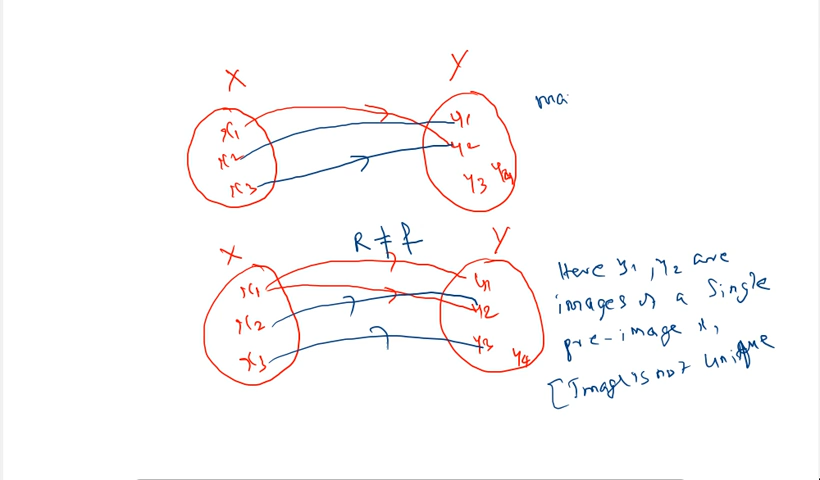 X Y
x1 y1
x2 y2
x3 y3 y4
ma
R ≠ f
X Y
x1 y1
x2 y2
x3 y3
y4
Here y1, y2 are
images of a single
pre-image x,
[Image is not unique